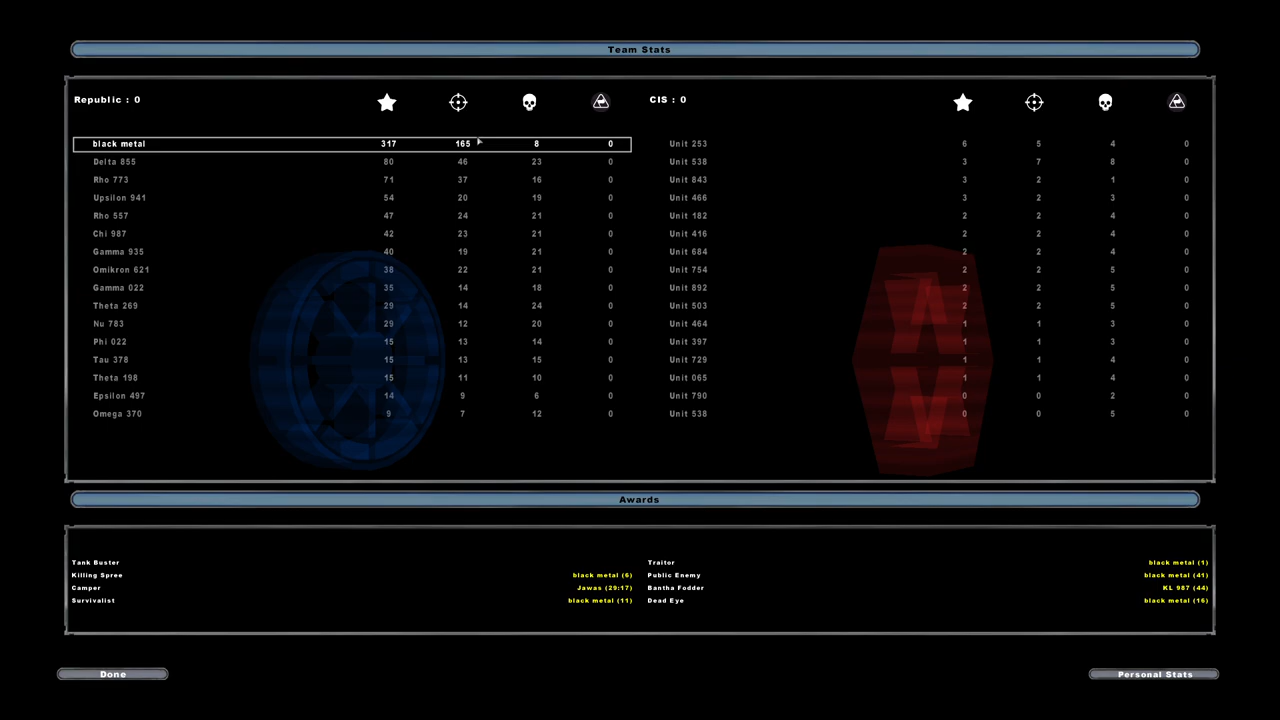 Team Stats
Republic : 0
CIS : 0
black metal 317 165 8 0
Unit 253 6 5 4 0
Delta 855 80 46 23 0
Unit 538 3 7 8 0
Rho 773 71 37 16 0
Unit 843 3 2 1 0
Upsilon 941 54 20 19 0
Unit 466 3 2 3 0
Rho 557 47 24 21 0
Unit 182 2 2 4 0
Chi 987 42 23 21 0
Unit 416 2 2 4 0
Gamma 935 40 19 21 0
Unit 684 2 2 4 0
Omikron 621 38 22 21 0
Unit 754 2 2 5 0
Gamma 022 35 14 18 0
Unit 892 2 2 5 0
Theta 269 29 14 24 0
Unit 503 2 2 5 0
Nu 783 29 12 20 0
Unit 464 1 1 3 0
Phi 022 15 13 14 0
Unit 397 1 1 3 0
Tau 378 15 13 15 0
Unit 729 1 1 4 0
Theta 198 15 11 10 0
Unit 065 1 1 4 0
Epsilon 497 14 9 6 0
Unit 790 0 0 2 0
Omega 370 9 7 12 0
Unit 538 0 0 5 0
Awards
Tank Buster
Traitor black metal (1)
Killing Spree black metal (6)
Public Enemy black metal (41)
Camper Jawas (29:17)
Bantha Fodder KL 987 (44)
Survivalist black metal (11)
Dead Eye black metal (16)
Done
Personal Stats